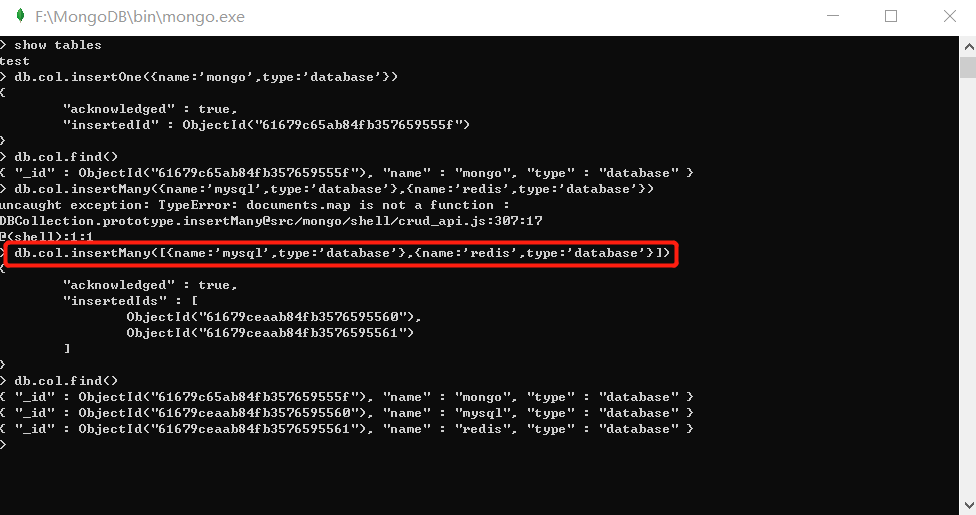 F:\MongoDB\bin\mongo.exe
> show tables
test
> db.col.insertOne({name:'mongo',type:'database'})
{
        "acknowledged" : true,
        "insertedId" : ObjectId("61679c65ab84fb357659555f")
}
> db.col.find()
{ "_id" : ObjectId("61679c65ab84fb357659555f"), "name" : "mongo", "type" : "database" }
> db.col.insertMany({name:'mysql',type:'database'},{name:'redis',type:'database'})
uncaught exception: TypeError: documents.map is not a function :
DBCollection.prototype.insertMany@src/mongo/shell/crud_api.js:307:17
@(shell):1:1
> db.col.insertMany([{name:'mysql',type:'database'},{name:'redis',type:'database'}])
{
        "acknowledged" : true,
        "insertedIds" : [
                ObjectId("61679ceaab84fb3576595560"),
                ObjectId("61679ceaab84fb3576595561")
        ]
}
> db.col.find()
{ "_id" : ObjectId("61679c65ab84fb357659555f"), "name" : "mongo", "type" : "database" }
{ "_id" : ObjectId("61679ceaab84fb3576595560"), "name" : "mysql", "type" : "database" }
{ "_id" : ObjectId("61679ceaab84fb3576595561"), "name" : "redis", "type" : "database" }
>